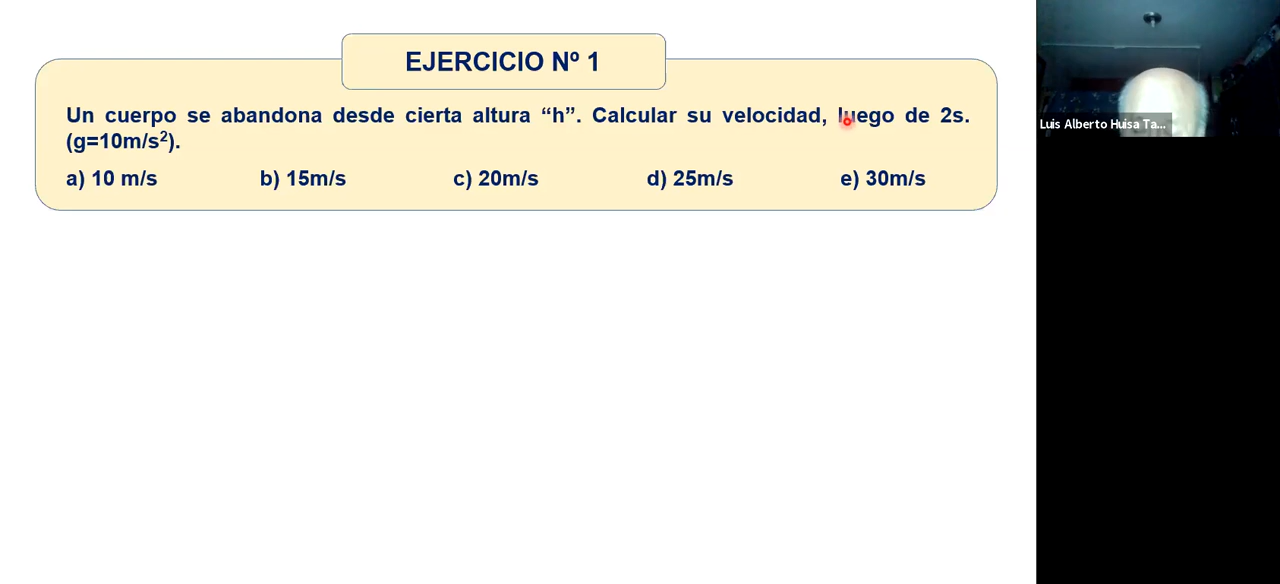 EJERCICIO Nº 1
Un cuerpo se abandona desde cierta altura “h”. Calcular su velocidad, luego de 2s.
(g=10m/s²).
a) 10 m/s b) 15m/s c) 20m/s d) 25m/s e) 30m/s
Luis Alberto Huisa Ta...